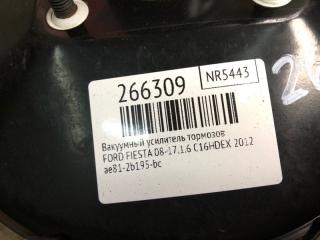 266309
NR5443
Вакуумный усилитель тормозов
FORD FIESTA 08-17.1.6 C16HDEX 2012
ae81-2b195-bc